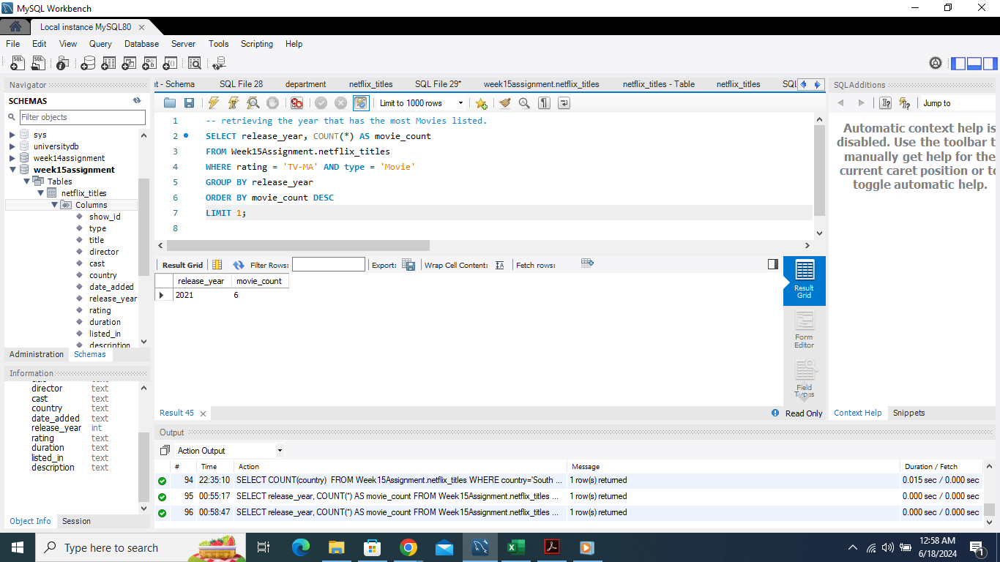 MySQL Workbench
Local instance MySQL80
File Edit View Query Database Server Tools Scripting Help
Navigator
SCHEMAS
Filter objects
sys
universitydb
week14assignment
week15assignment
Tables
netflix_titles
Columns
show_id
type
title
director
cast
country
date_added
release_year
rating
duration
listed_in
description
Administration Schemas
Information
director text
cast text
country text
date_added text
release_year int
rating text
duration text
listed_in text
description text
Object Info Session
t - Schema SQL File 28 department netflix_titles SQL File 29* week15assignment.netflix_titles netflix_titles - Table netflix_titles SQL
Limit to 1000 rows
1 -- retrieving the year that has the most Movies listed.
2 SELECT release_year, COUNT(*) AS movie_count
3 FROM Week15Assignment.netflix_titles
4 WHERE rating = 'TV-MA' AND type = 'Movie'
5 GROUP BY release_year
6 ORDER BY movie_count DESC
7 LIMIT 1;
8
Result Grid Filter Rows: Export: Wrap Cell Content: Fetch rows:
release_year movie_count
2021 6
Result Grid
Form Editor
Field Types
Result 45 Read Only
SQLAdditions
Jump to
Automatic context help is
disabled. Use the toolbar t
manually get help for the
current caret position or to
toggle automatic help.
Context Help Snippets
Output
Action Output
# Time Action Message Duration / Fetch
94 22:35:10 SELECT COUNT(country) FROM Week15Assignment.netflix_titles WHERE country='South ... 1 row(s) returned 0.015 sec / 0.000 sec
95 00:55:17 SELECT release_year, COUNT(*) AS movie_count FROM Week15Assignment.netflix_titles ... 1 row(s) returned 0.000 sec / 0.000 sec
96 00:58:47 SELECT release_year, COUNT(*) AS movie_count FROM Week15Assignment.netflix_titles ... 1 row(s) returned 0.000 sec / 0.000 sec
Type here to search
12:58 AM
6/18/2024
1